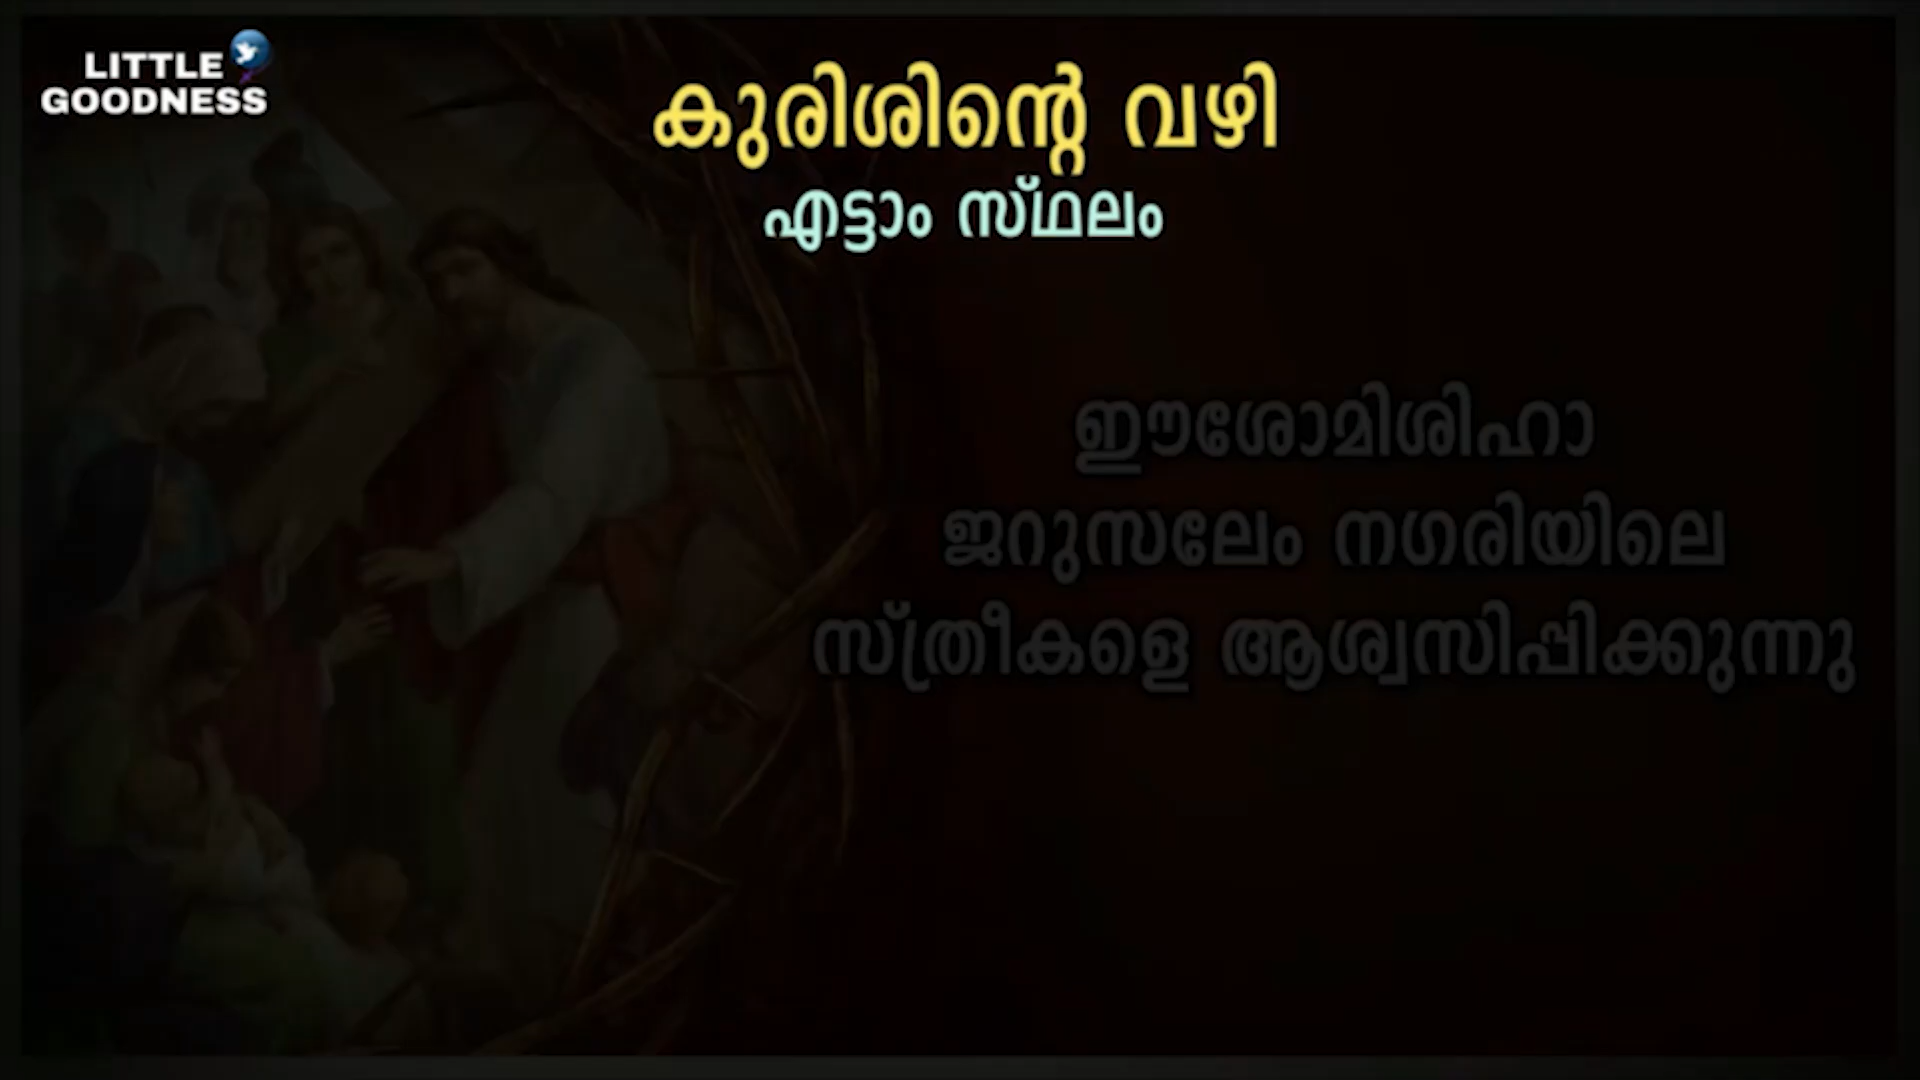 LITTLE
GOODNESS
കുരിശിന്റെ വഴി
എട്ടാം സ്ഥലം
ഈശോമിശിഹാ
ജറുസലേം നഗരിയിലെ
സ്ത്രീകളെ ആശ്വസിപ്പിക്കുന്നു